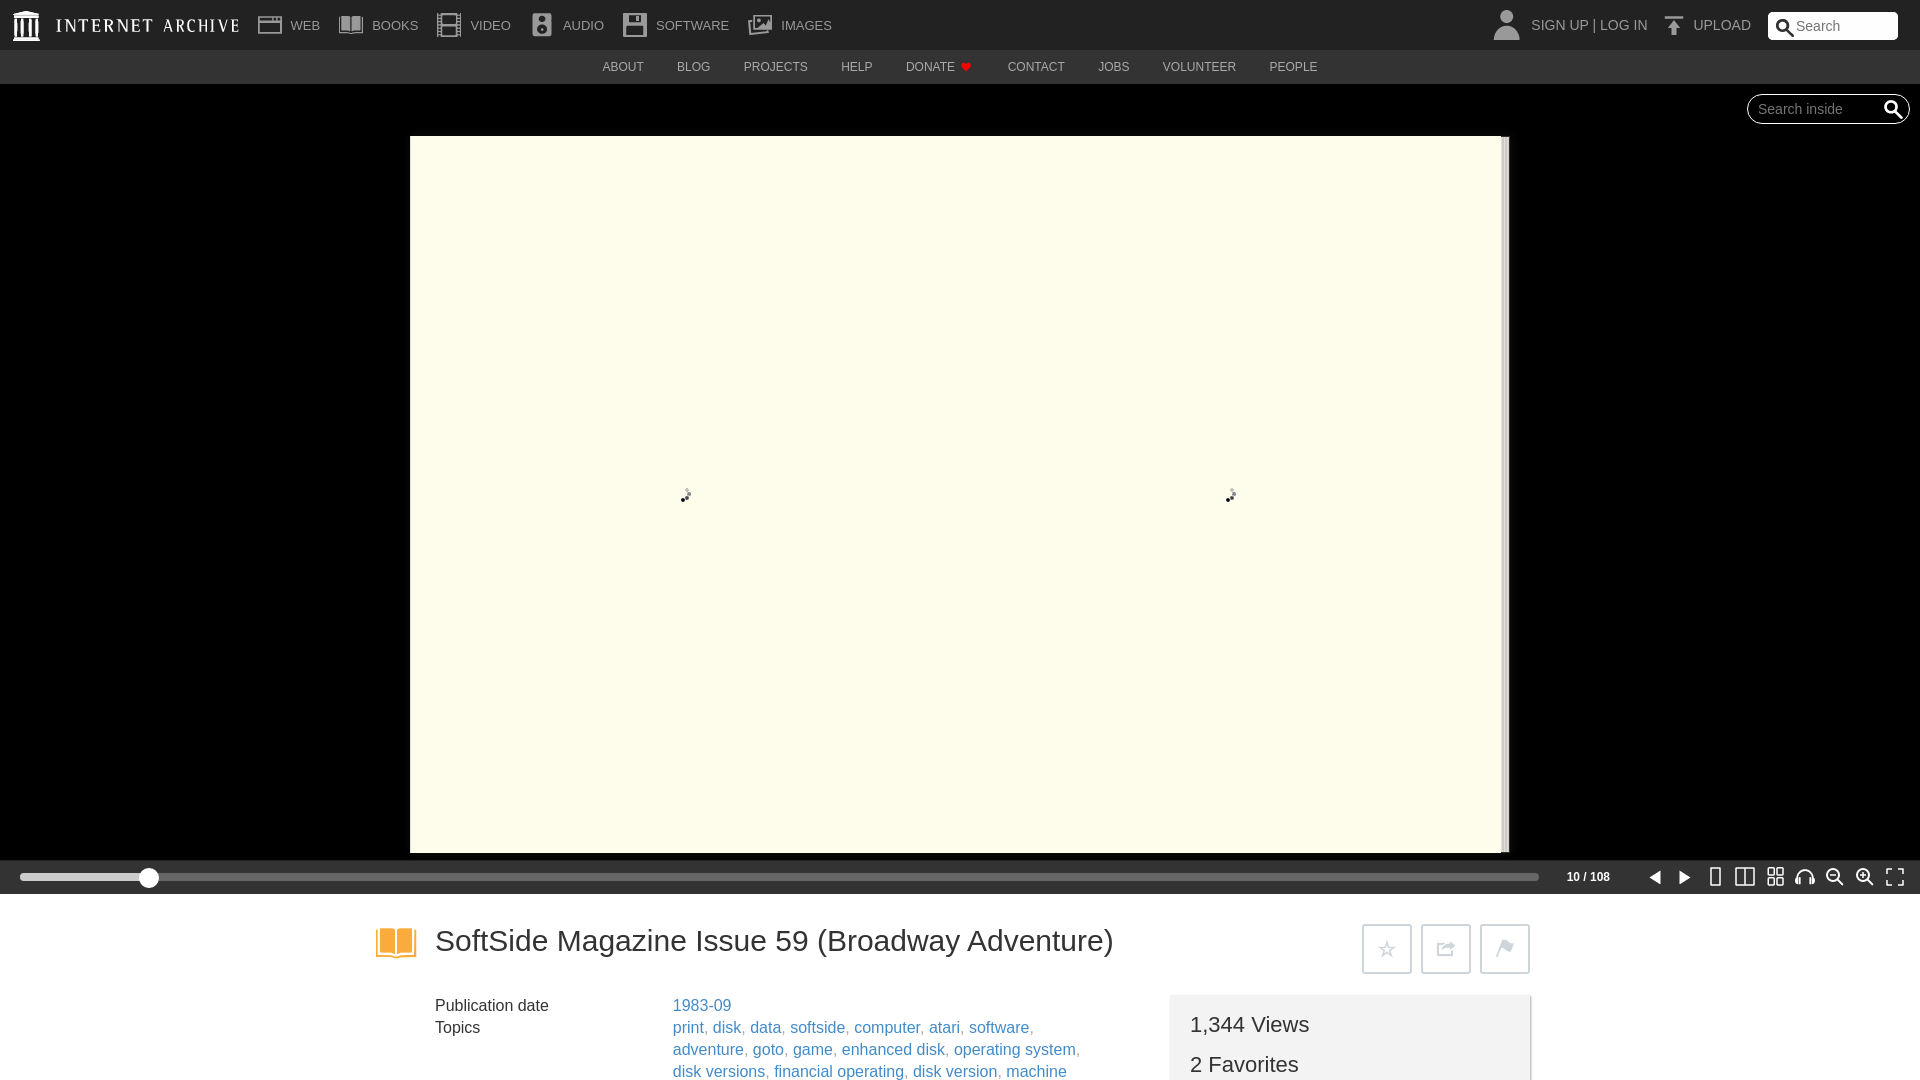 INTERNET ARCHIVE WEB BOOKS VIDEO AUDIO SOFTWARE IMAGES SIGN UP | LOG IN UPLOAD Search
ABOUT BLOG PROJECTS HELP DONATE CONTACT JOBS VOLUNTEER PEOPLE
Search inside
10 / 108
SoftSide Magazine Issue 59 (Broadway Adventure)
Publication date 1983-09
Topics print, disk, data, softside, computer, atari, software,
adventure, goto, game, enhanced disk, operating system,
disk versions, financial operating, disk version, machine
1,344 Views
2 Favorites